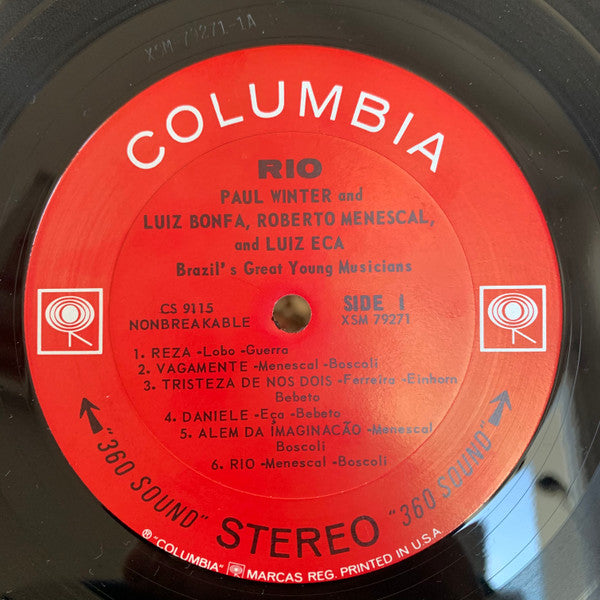 XSM-79271-1A
COLUMBIA
RIO
PAUL WINTER and
LUIZ BONFA, ROBERTO MENESCAL,
and LUIZ ECA
Brazil's Great Young Musicians
CS 9115
NONBREAKABLE
SIDE 1
XSM 79271
1. REZA -Lobo -Guerra
2. VAGAMENTE -Menescal -Boscoli
3. TRISTEZA DE NOS DOIS -Ferreira -Einhorn
Bebeto
4. DANIELE -Eça -Bebeto
5. ALEM DA IMAGINACÃO -Menescal
Boscoli
6. RIO -Menescal -Boscoli
"360 SOUND"
STEREO
"360 SOUND"
℗ "COLUMBIA" MARCAS REG. PRINTED IN U.S.A.